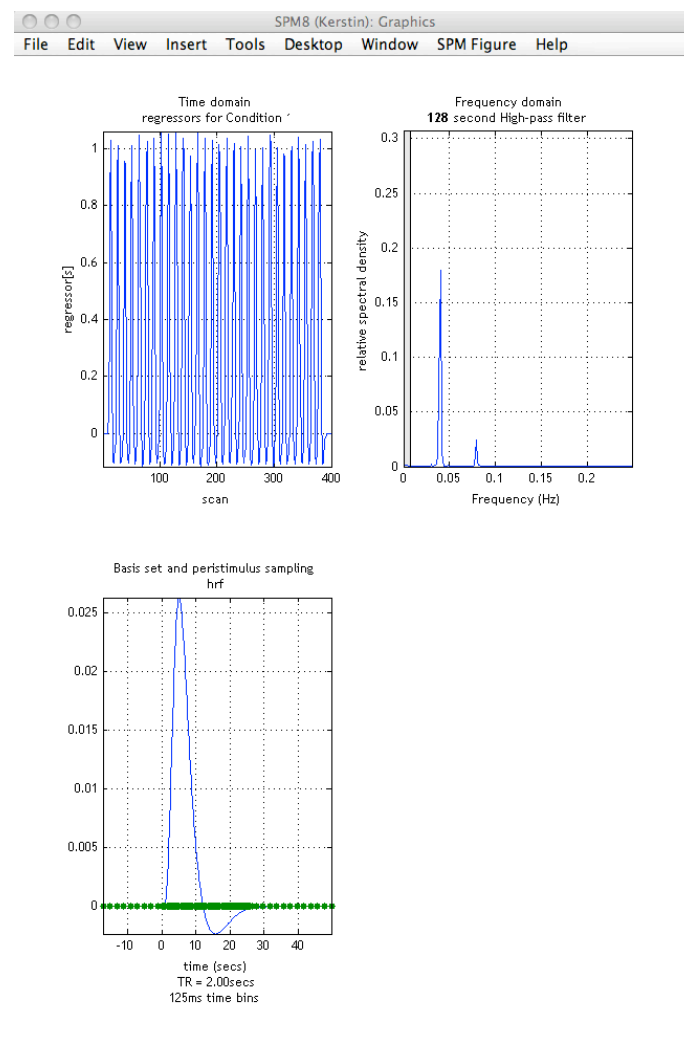 SPM8 (Kerstin): Graphics
File Edit View Insert Tools Desktop Window SPM Figure Help
Time domain
regressors for Condition
1
0.8
0.6
0.4
0.2
0
regressor[s]
100 200 300 400
scan
Frequency domain
128 second High-pass filter
0.3
0.25
0.2
0.15
0.1
0.05
0
relative spectral density
0 0.05 0.1 0.15 0.2
Frequency (Hz)
Basis set and peristimulus sampling
hrf
0.025
0.02
0.015
0.01
0.005
0
-10 0 10 20 30 40
time (secs)
TR = 2.00secs
125ms time bins